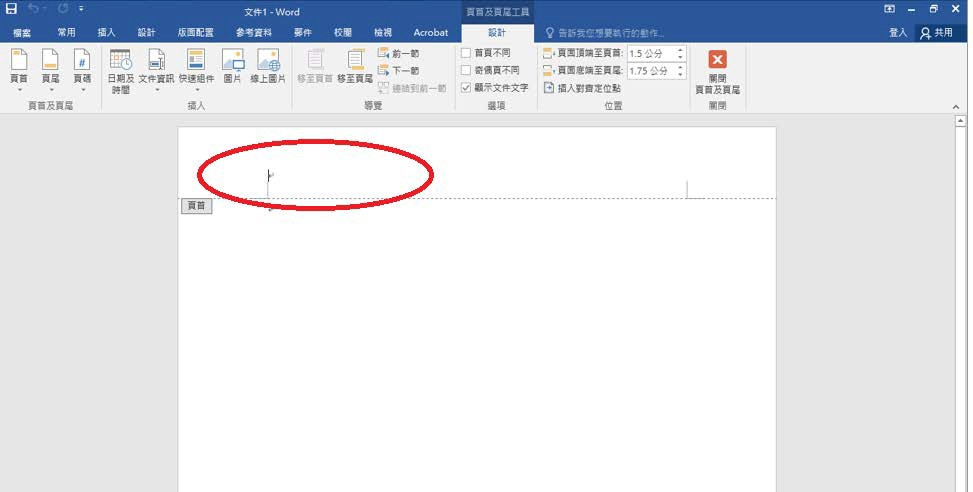 文件1 - Word
頁首及頁尾工具
檔案 常用 插入 設計 版面配置 參考資料 郵件 校閱 檢視 Acrobat 設計 告訴我您想要執行的動作... 登入 共用
頁首 頁尾 頁碼
日期及時間 文件資訊 快速組件 圖片 線上圖片
移至頁首 移至頁尾
前一節
下一節
連結到前一節
首頁不同
奇偶頁不同
顯示文件文字
頁面頂端至頁首: 1.5 公分
頁面底端至頁尾: 1.75 公分
插入對齊定位點
關閉
頁首及頁尾
頁首及頁尾 插入 導覽 選項 位置 關閉
頁首